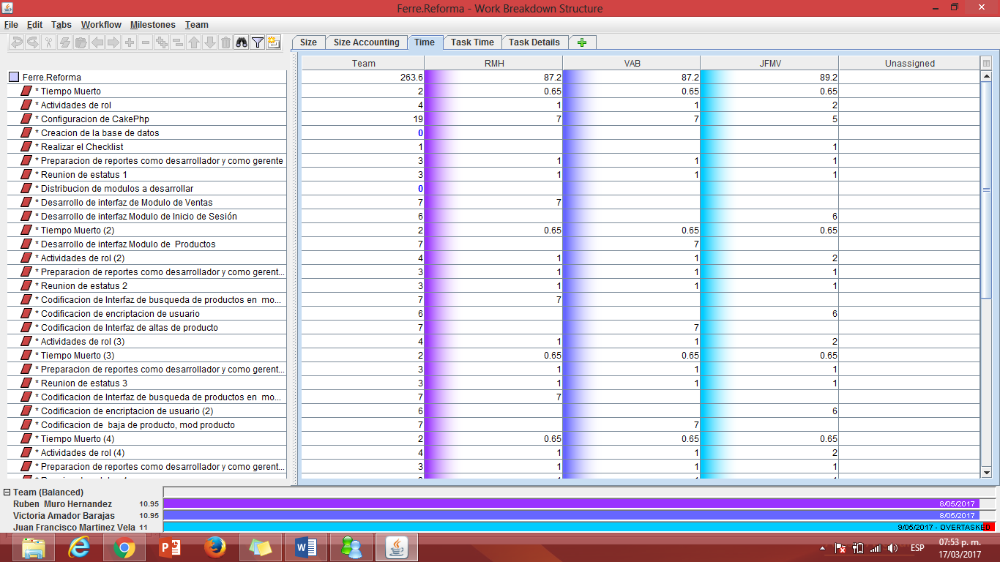 Ferre.Reforma - Work Breakdown Structure
File Edit Tabs Workflow Milestones Team
Size Size Accounting Time Task Time Task Details
Team RMH VAB JFMV Unassigned
Ferre.Reforma 263.6 87.2 87.2 89.2
* Tiempo Muerto 2 0.65 0.65 0.65
* Actividades de rol 4 1 1 2
* Configuracion de CakePhp 19 7 7 5
* Creacion de la base de datos 0
* Realizar el Checklist 1 1
* Preparacion de reportes como desarrollador y como gerente 3 1 1 1
* Reunion de estatus 1 3 1 1 1
* Distribucion de modulos a desarrollar 0
* Desarrollo de interfaz de Modulo de Ventas 7 7
* Desarrollo de interfaz Modulo de Inicio de Sesión 6 6
* Tiempo Muerto (2) 2 0.65 0.65 0.65
* Desarrollo de interfaz Modulo de Productos 7 7
* Actividades de rol (2) 4 1 1 2
* Preparacion de reportes como desarrollador y como gerent... 3 1 1 1
* Reunion de estatus 2 3 1 1 1
* Codificacion de Interfaz de busqueda de productos en mo... 7 7
* Codificacion de encriptacion de usuario 6 6
* Codificacion de Interfaz de altas de producto 7 7
* Actividades de rol (3) 4 1 1 2
* Tiempo Muerto (3) 2 0.65 0.65 0.65
* Preparacion de reportes como desarrollador y como gerent... 3 1 1 1
* Reunion de estatus 3 3 1 1 1
* Codificacion de Interfaz de busqueda de productos en mo... 7 7
* Codificacion de encriptacion de usuario (2) 6 6
* Codificacion de baja de producto, mod producto 7 7
* Tiempo Muerto (4) 2 0.65 0.65 0.65
* Actividades de rol (4) 4 1 1 2
* Preparacion de reportes como desarrollador y como gerent... 3 1 1 1
Team (Balanced)
Ruben Muro Hernandez 10.95 8/05/2017
Victoria Amador Barajas 10.95 8/05/2017
Juan Francisco Martinez Vela 11 9/05/2017 - OVERTASKED
07:53 p. m.
ESP
17/03/2017